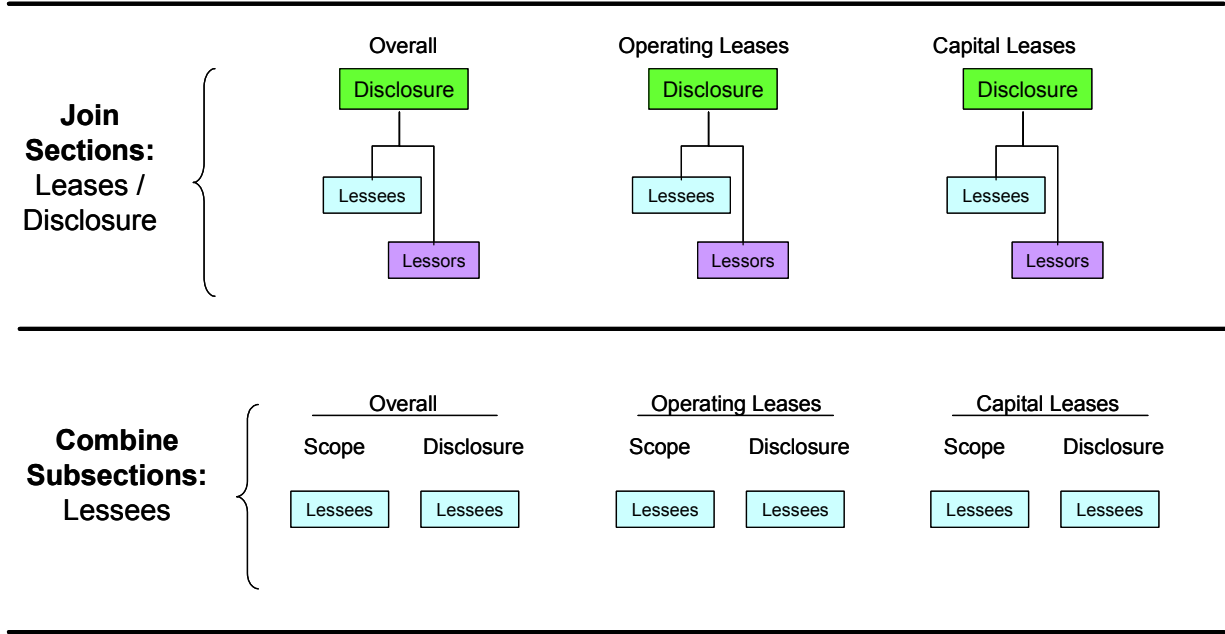 Overall Operating Leases Capital Leases
Disclosure Disclosure Disclosure
Join
Sections:
Leases /
Disclosure
Lessees Lessees Lessees
Lessors Lessors Lessors
Overall Operating Leases Capital Leases
Combine
Subsections:
Lessees
Scope Disclosure Scope Disclosure Scope Disclosure
Lessees Lessees Lessees Lessees Lessees Lessees